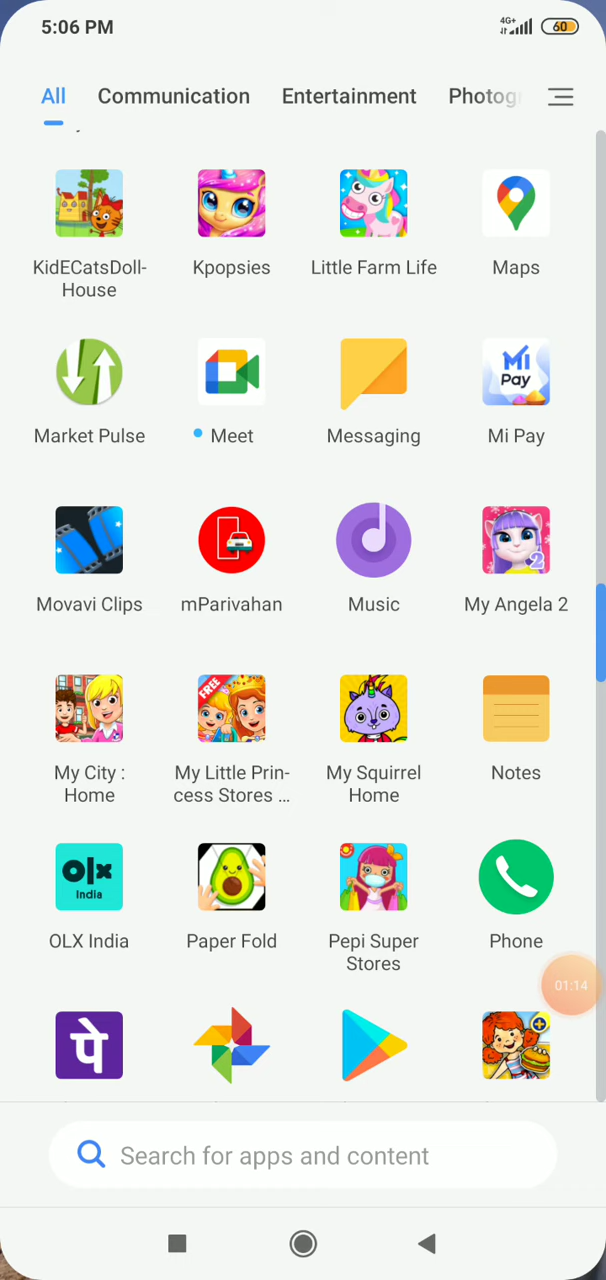 5:06 PM
4G+
60
All Communication Entertainment Photog
KidECatsDoll-
House
Kpopsies
Little Farm Life
Maps
Mi
Pay
Market Pulse
Meet
Messaging
Mi Pay
2
Movavi Clips
mParivahan
Music
My Angela 2
FREE
My City :
Home
My Little Prin-
cess Stores ...
My Squirrel
Home
Notes
olx
India
OLX India
Paper Fold
Pepi Super
Stores
Phone
01:14
पे
Search for apps and content